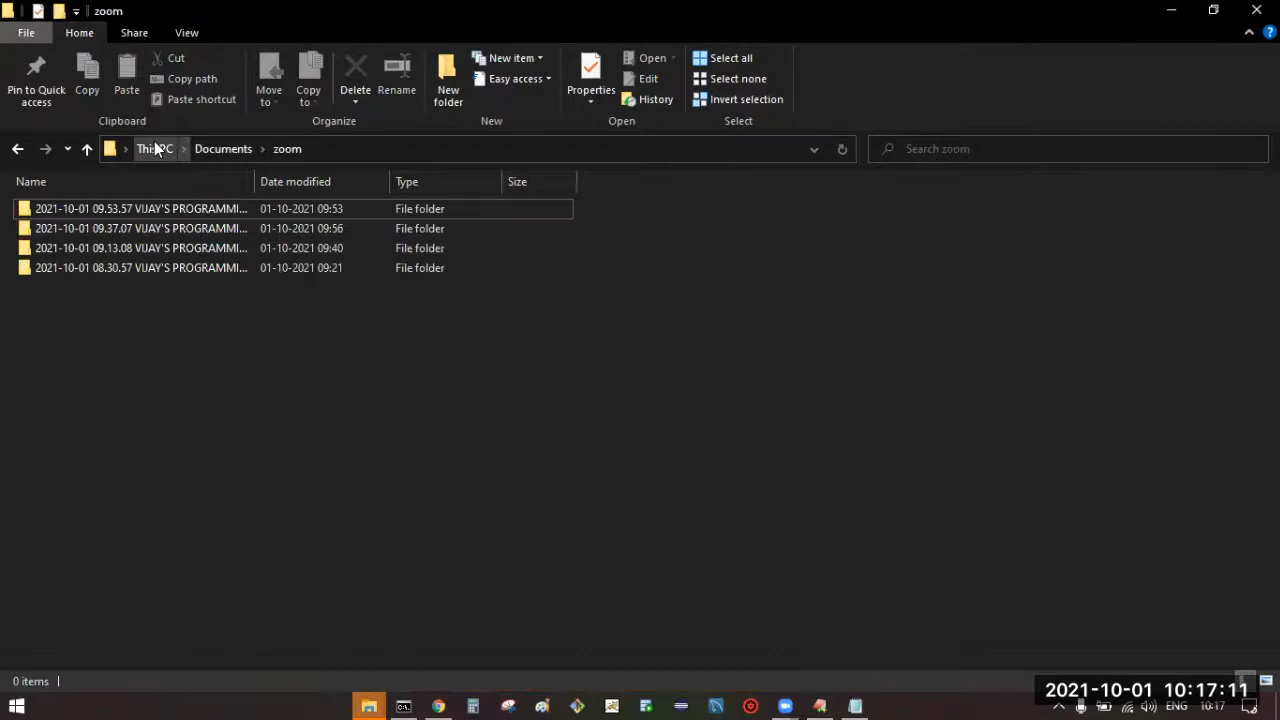 zoom
File Home Share View
Pin to Quick access
Copy
Paste
Cut
Copy path
Paste shortcut
Clipboard
Move to
Copy to
Delete
Rename
Organize
New folder
New item
Easy access
New
Properties
Open
Edit
History
Open
Select all
Select none
Invert selection
Select
This PC Documents zoom
Search zoom
Name Date modified Type Size
2021-10-01 09.53.57 VIJAY'S PROGRAMMI... 01-10-2021 09:53 File folder
2021-10-01 09.37.07 VIJAY'S PROGRAMMI... 01-10-2021 09:56 File folder
2021-10-01 09.13.08 VIJAY'S PROGRAMMI... 01-10-2021 09:40 File folder
2021-10-01 08.30.57 VIJAY'S PROGRAMMI... 01-10-2021 09:21 File folder
0 items
2021-10-01 10:17:11
ENG 10:17